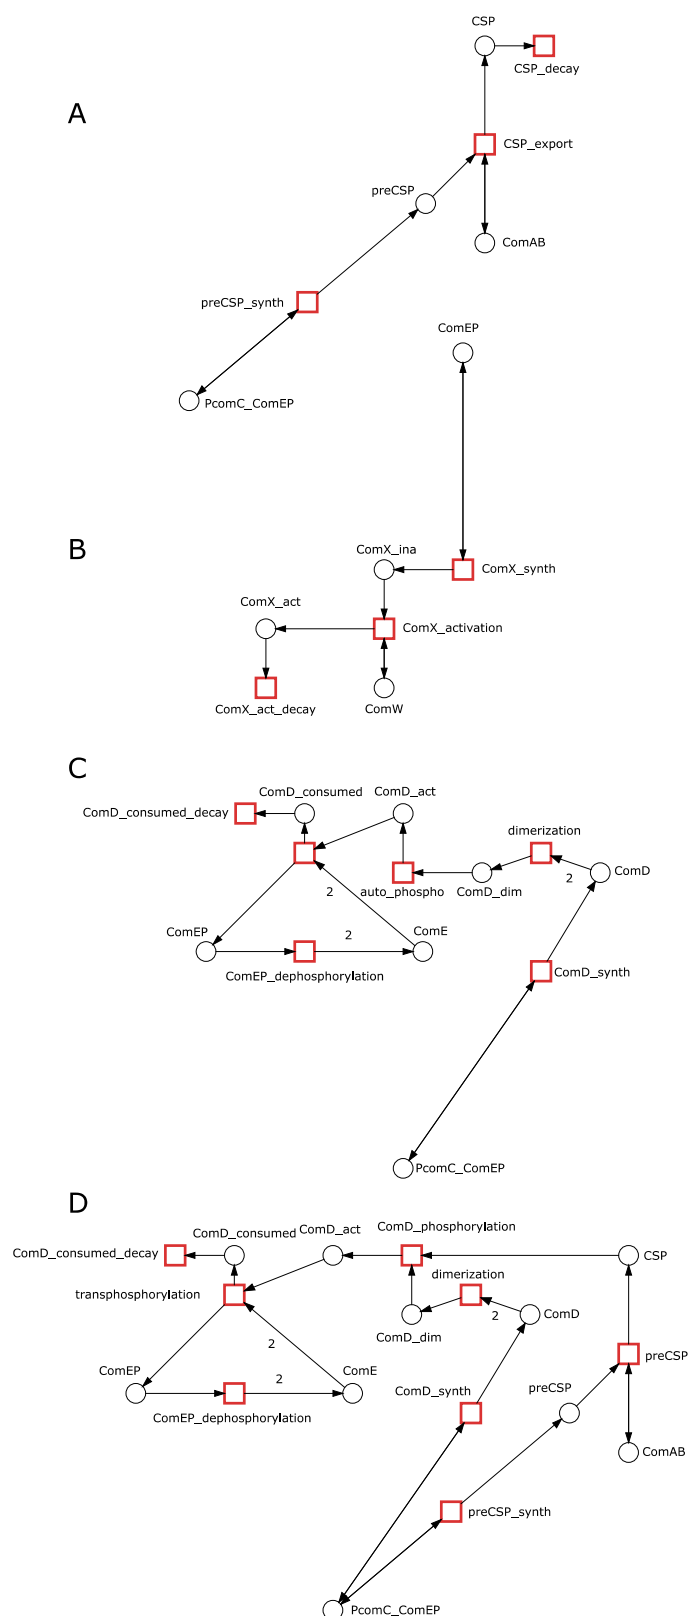 CSP
CSP_decay
A
CSP_export
preCSP
ComAB
preCSP_synth
ComEP
PcomC_ComEP
B
ComX_ina
ComX_synth
ComX_act
ComX_activation
ComX_act_decay
ComW
C
ComD_consumed
ComD_act
ComD_consumed_decay
dimerization
2
ComD
auto_phospho
ComD_dim
2
ComEP
2
ComE
ComEP_dephosphorylation
ComD_synth
PcomC_ComEP
D
ComD_consumed
ComD_act
ComD_phosphorylation
ComD_consumed_decay
CSP
dimerization
transphosphorylation
2
ComD
ComD_dim
2
preCSP
ComEP
2
ComE
ComD_synth
preCSP
ComEP_dephosphorylation
ComAB
preCSP_synth
PcomC_ComEP